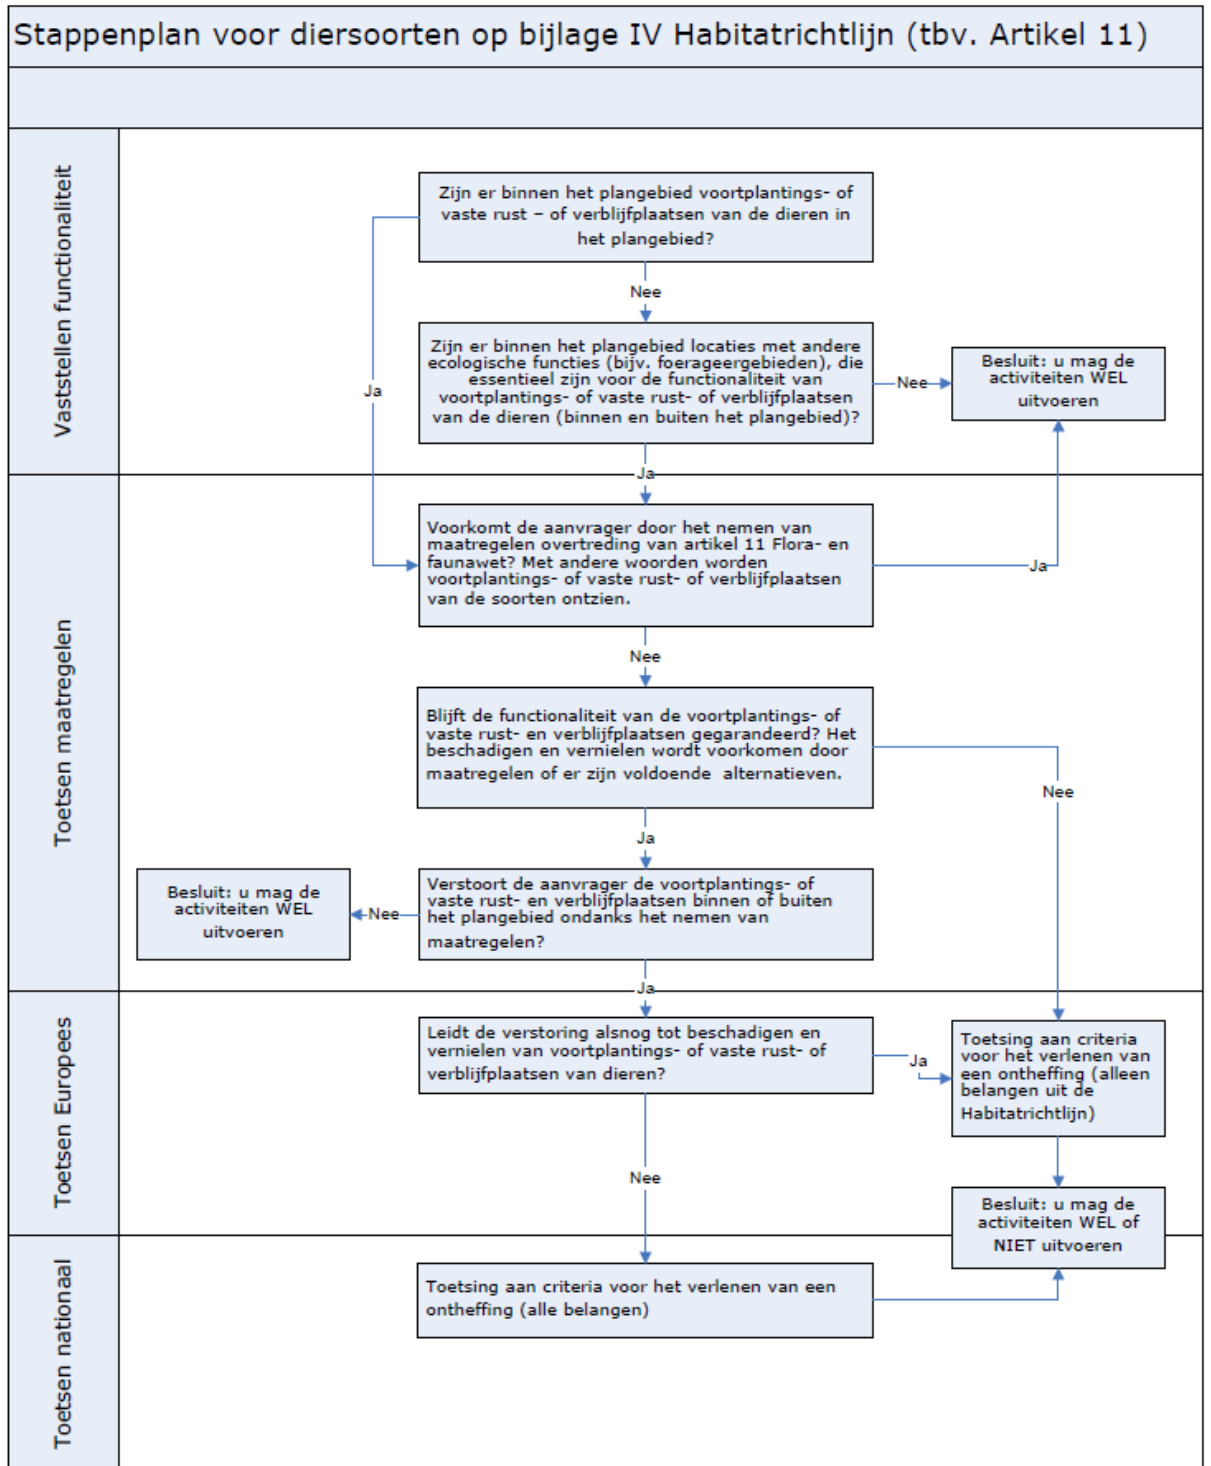 Stappenplan voor diersoorten op bijlage IV Habitatrichtlijn (tbv. Artikel 11)
Vaststellen functionaliteit
Zijn er binnen het plangebied voortplantings- of
vaste rust – of verblijfplaatsen van de dieren in
het plangebied?
Nee
Ja
Zijn er binnen het plangebied locaties met andere
ecologische functies (bijv. foerageergebieden), die
essentieel zijn voor de functionaliteit van
voortplantings- of vaste rust- of verblijfplaatsen
van de dieren (binnen en buiten het plangebied)?
Nee
Besluit: u mag de
activiteiten WEL
uitvoeren
Ja
Toetsen maatregelen
Voorkomt de aanvrager door het nemen van
maatregelen overtreding van artikel 11 Flora- en
faunawet? Met andere woorden worden
voortplantings- of vaste rust- of verblijfplaatsen
van de soorten ontzien.
Ja
Nee
Blijft de functionaliteit van de voortplantings- of
vaste rust- en verblijfplaatsen gegarandeerd? Het
beschadigen en vernielen wordt voorkomen door
maatregelen of er zijn voldoende alternatieven.
Nee
Ja
Verstoort de aanvrager de voortplantings- of
vaste rust- en verblijfplaatsen binnen of buiten
het plangebied ondanks het nemen van
maatregelen?
Nee
Besluit: u mag de
activiteiten WEL
uitvoeren
Ja
Toetsen Europees
Leidt de verstoring alsnog tot beschadigen en
vernielen van voortplantings- of vaste rust- of
verblijfplaatsen van dieren?
Ja
Toetsing aan criteria
voor het verlenen van
een ontheffing (alleen
belangen uit de
Habitatrichtlijn)
Nee
Besluit: u mag de
activiteiten WEL of
NIET uitvoeren
Toetsen nationaal
Toetsing aan criteria voor het verlenen van een
ontheffing (alle belangen)